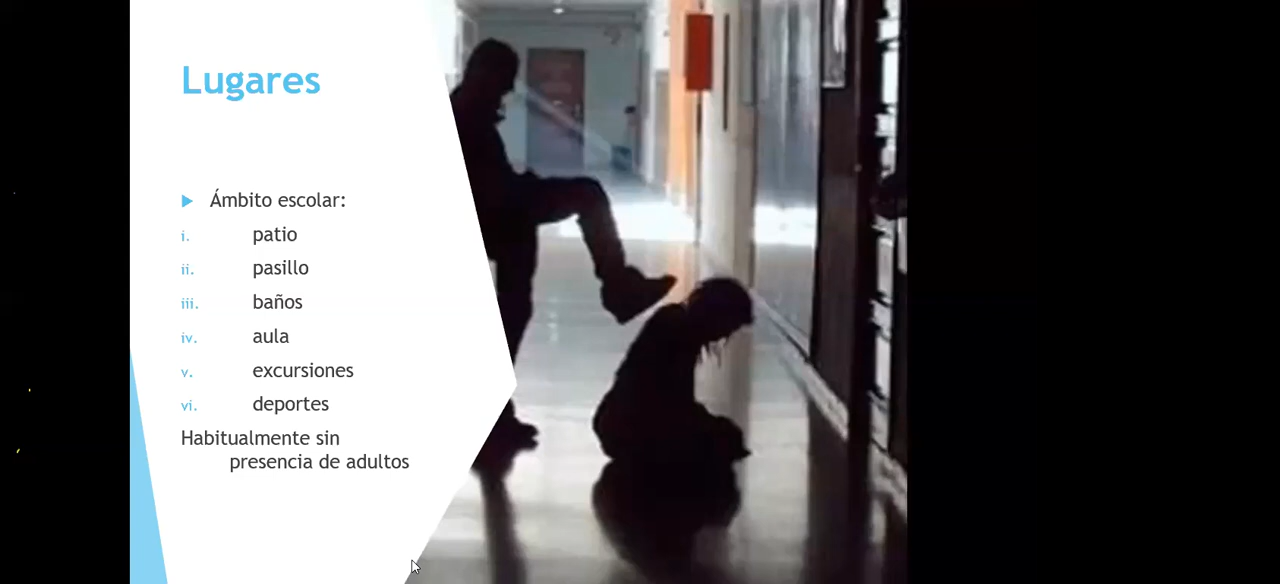 Lugares
Ámbito escolar:
i. patio
ii. pasillo
iii. baños
iv. aula
v. excursiones
vi. deportes
Habitualmente sin
presencia de adultos